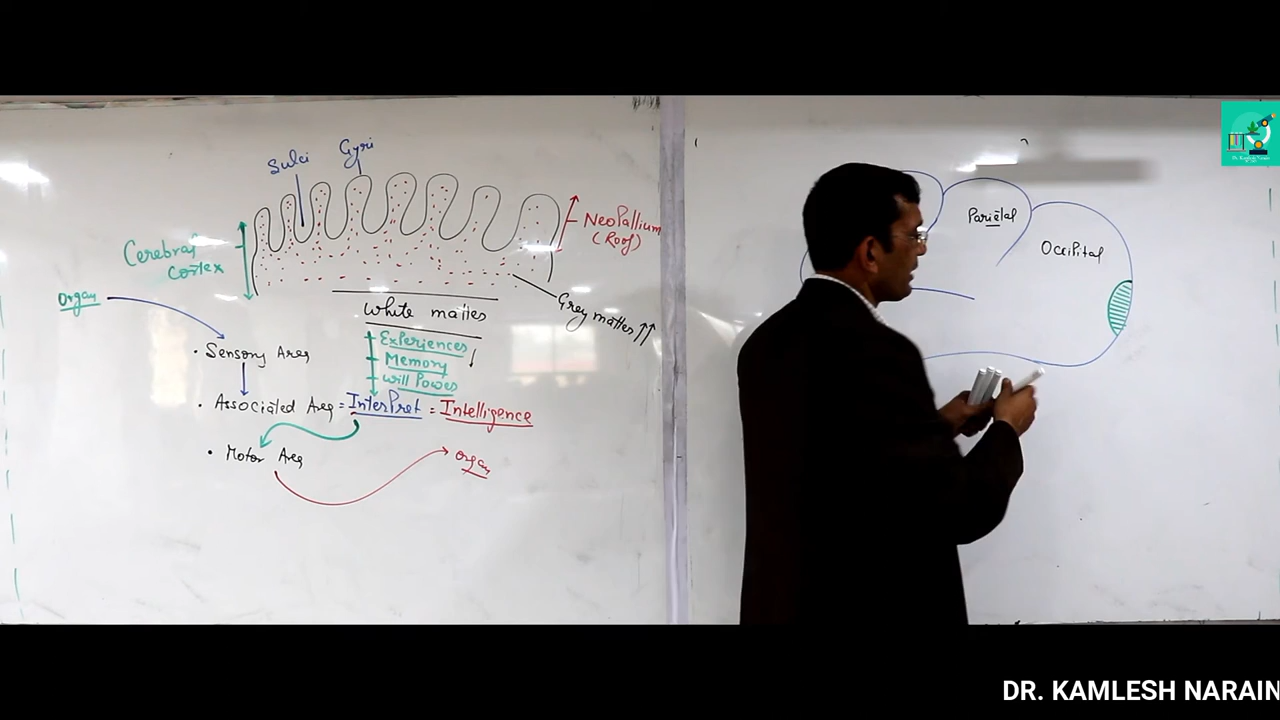 Sulci
Gyri
Cerebral
Cortex
NeoPallium
(Roof)
Grey matter
White matter
Organ
Experiences
Memory
Will Power
• Sensory Area
• Associated Area = InterPret = Intelligence
• Motor Area
organ
Parietal
Occipital
DR. KAMLESH NARAIN